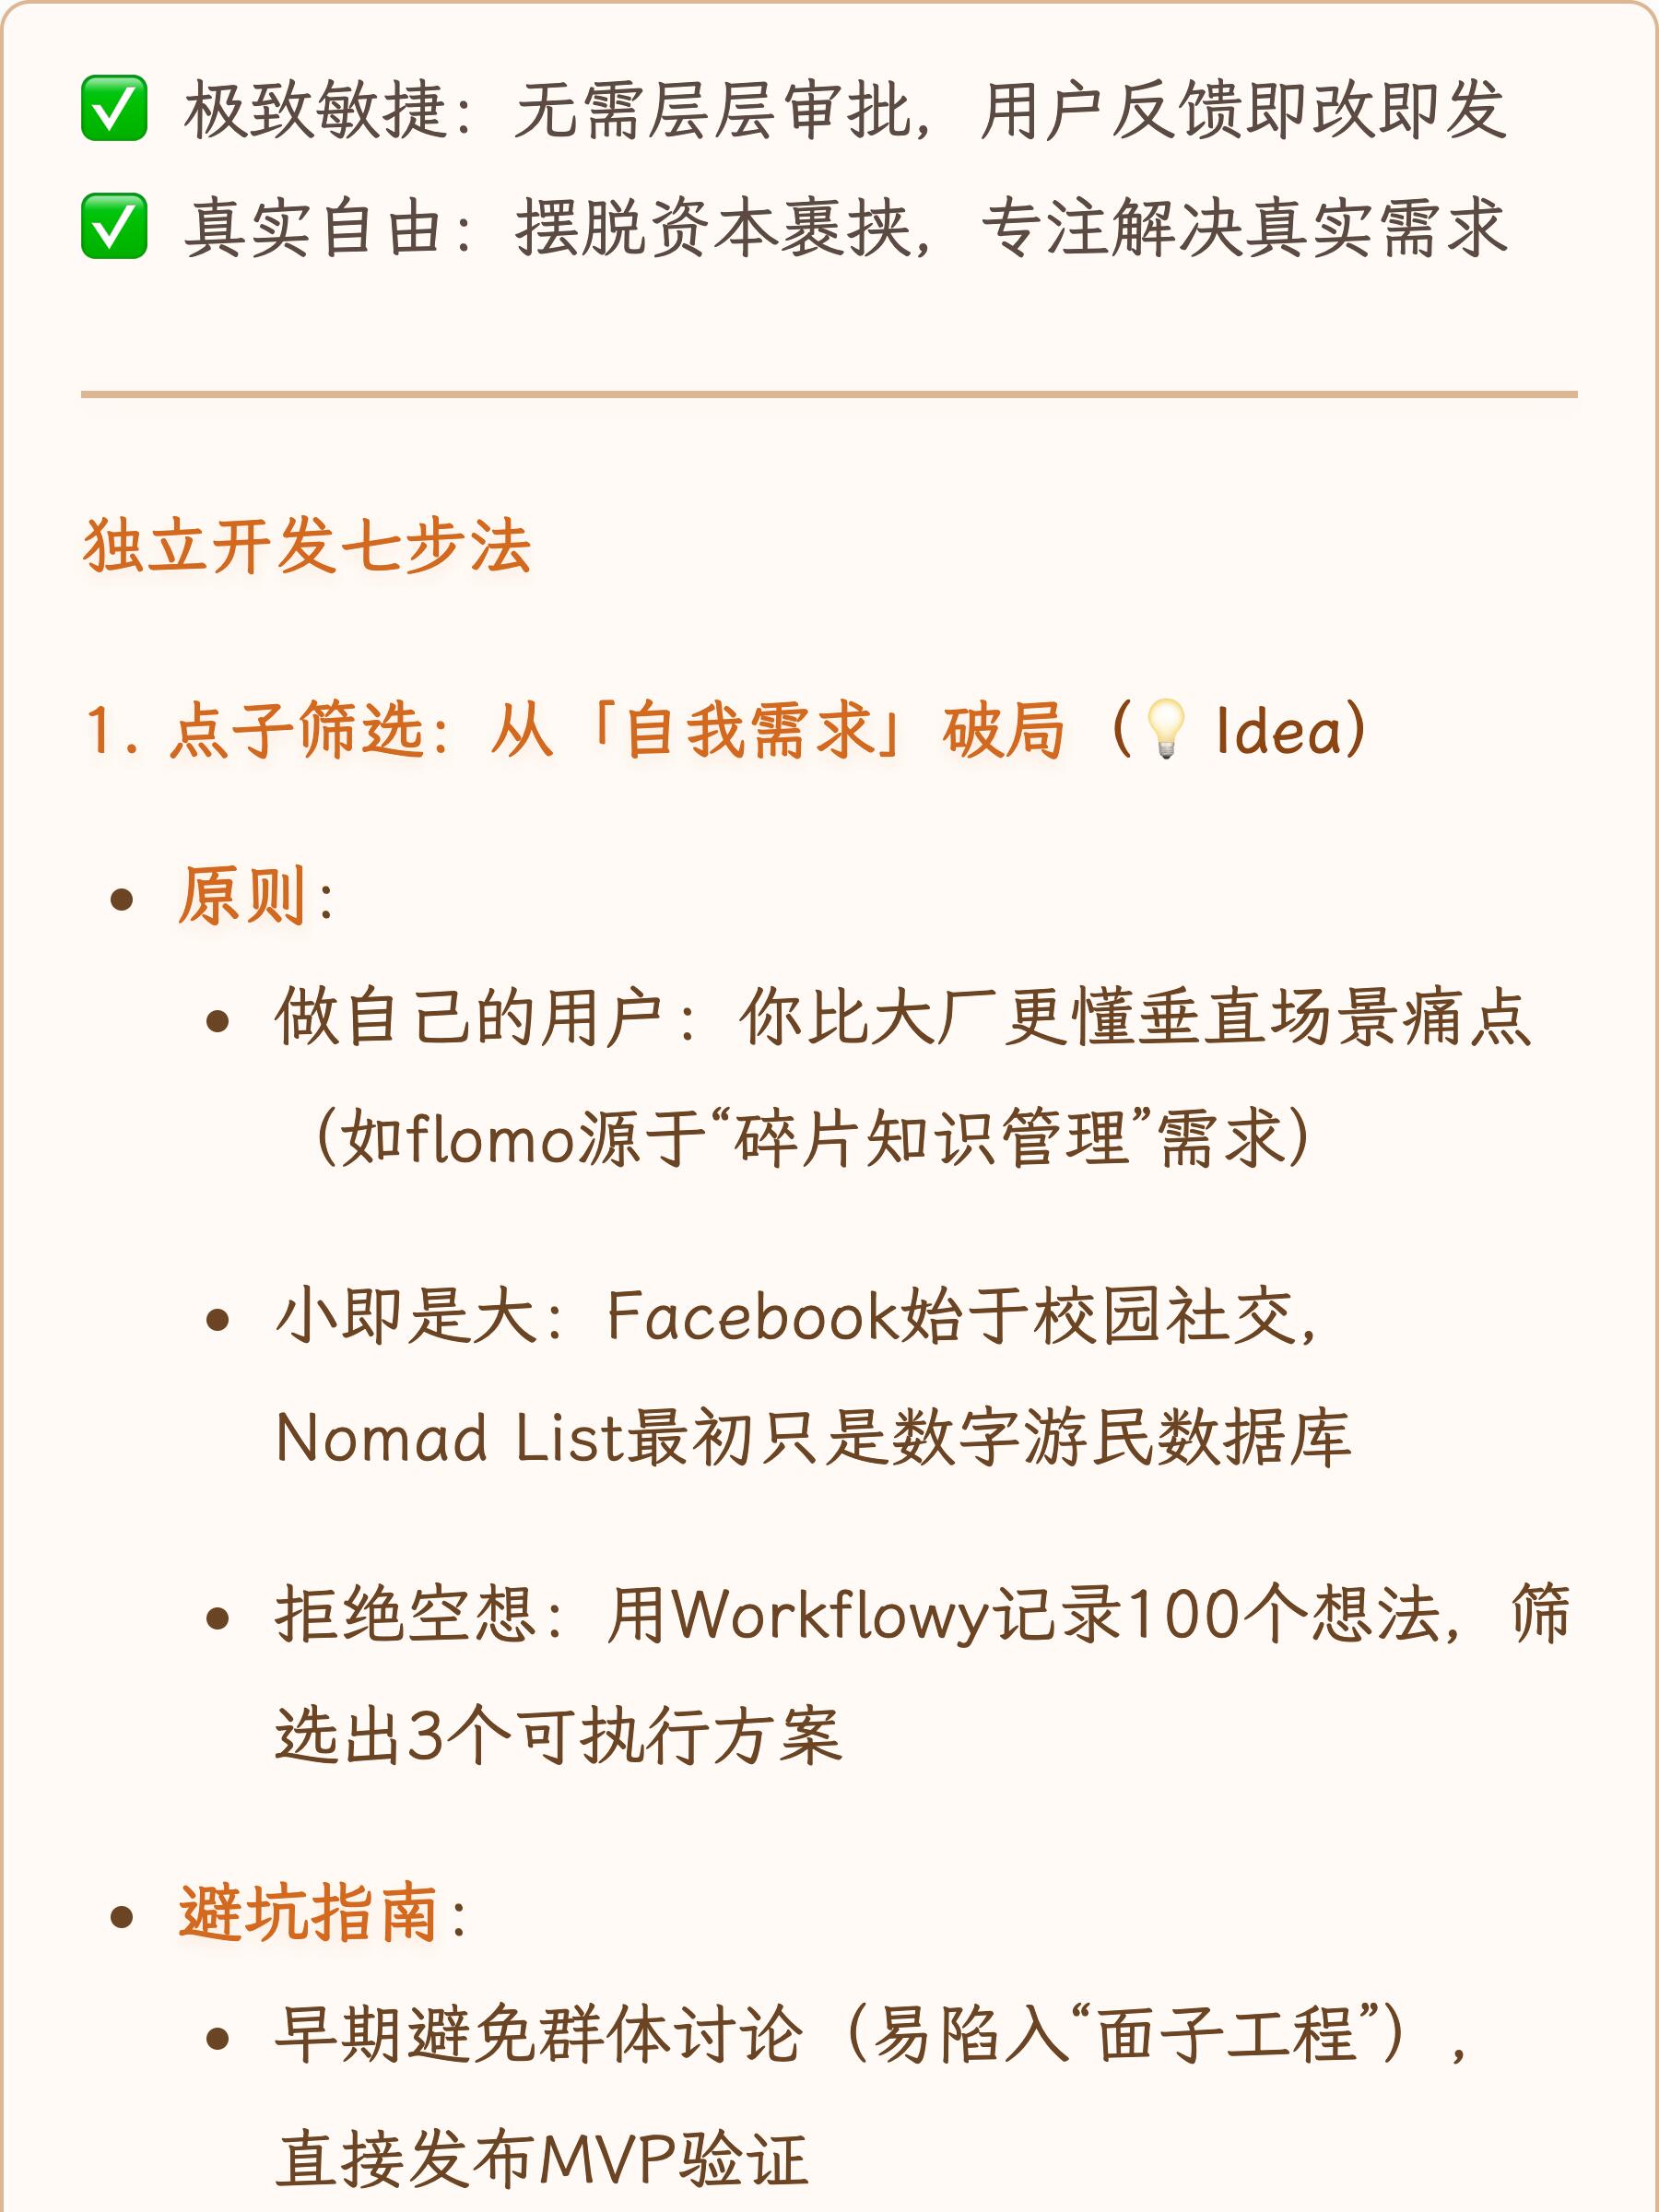 ✅ 极致敏捷：无需层层审批，用户反馈即改即发
✅ 真实自由：摆脱资本裹挟，专注解决真实需求
独立开发七步法
1. 点子筛选：从「自我需求」破局（💡 Idea）
• 原则：
• 做自己的用户：你比大厂更懂垂直场景痛点
（如flomo源于“碎片知识管理”需求）
• 小即是大：Facebook始于校园社交，
Nomad List最初只是数字游民数据库
• 拒绝空想：用Workflowy记录100个想法，筛
选出3个可执行方案
• 避坑指南：
• 早期避免群体讨论（易陷入“面子工程”），
直接发布MVP验证